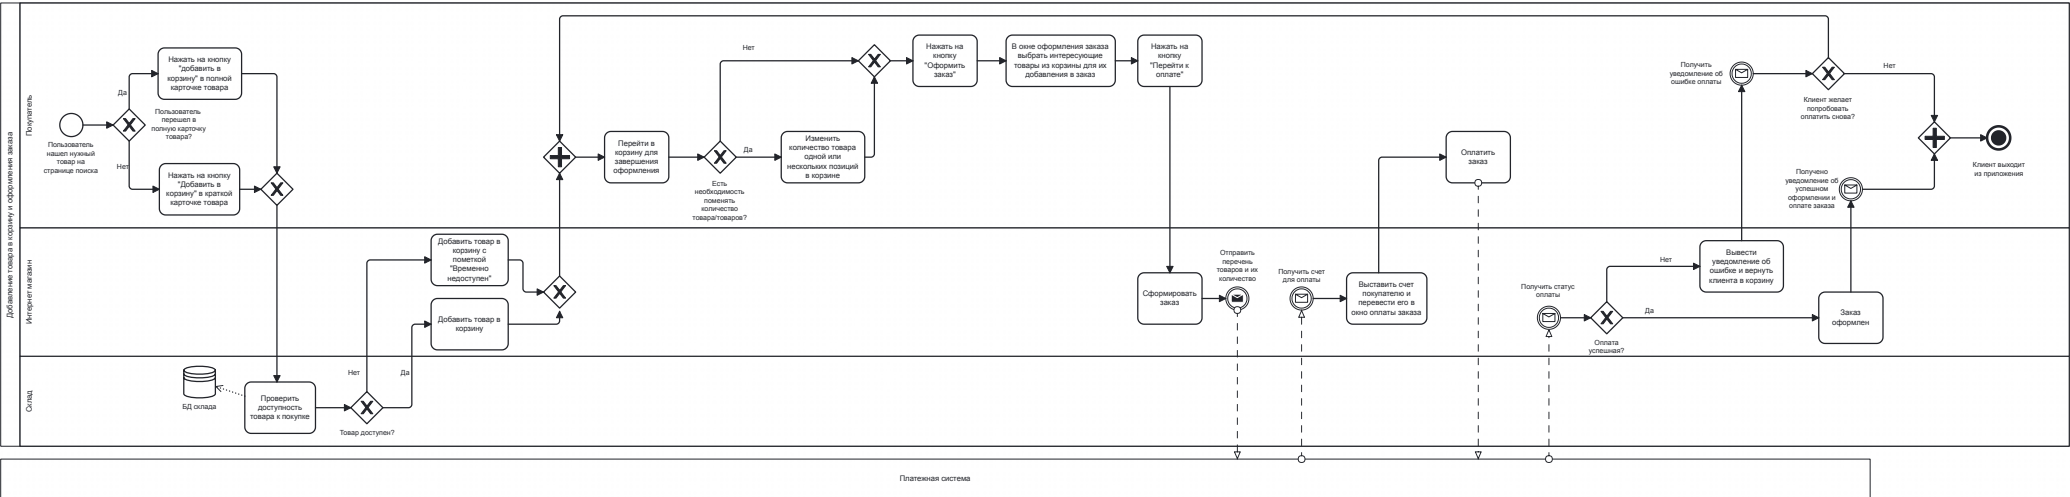 Добавление товара в корзину и оформление заказа
Покупатель
Пользователь
нашел нужный
товар на
странице поиска
Да
Нет
Пользователь
перешел в
полную карточку
товара?
Нажать на кнопку
"добавить в
корзину" в полной
карточке товара
Нажать на кнопку
"Добавить в
корзину" в краткой
карточке товара
Перейти в
корзину для
завершения
оформления
Есть
необходимость
поменять
количество
товара/товаров?
Нет
Да
Изменить
количество товара
одной или
нескольких позиций
в корзине
Нажать на
кнопку
"Оформить
заказ"
В окне оформления заказа
выбрать интересующие
товары из корзины для их
добавления в заказ
Нажать на
кнопку
"Перейти к
оплате"
Оплатить
заказ
Получить
уведомление об
ошибке оплаты
Клиент желает
попробовать
оплатить снова?
Нет
Получено
уведомление об
успешном
оформлении и
оплате заказа
Клиент выходит
из приложения
Интернет магазин
Добавить товар в
корзину с
пометкой
"Временно
недоступен"
Добавить товар в
корзину
Сформировать
заказ
Отправить
перечень
товаров и их
количество
Получить счет
для оплаты
Выставить счет
покупателю и
перевести его в
окно оплаты заказа
Получить статус
оплаты
Оплата
успешная?
Нет
Да
Вывести
уведомление об
ошибке и вернуть
клиента в корзину
Заказ
оформлен
Склад
БД склада
Проверить
доступность
товара к покупке
Товар доступен?
Нет
Да
Платежная система